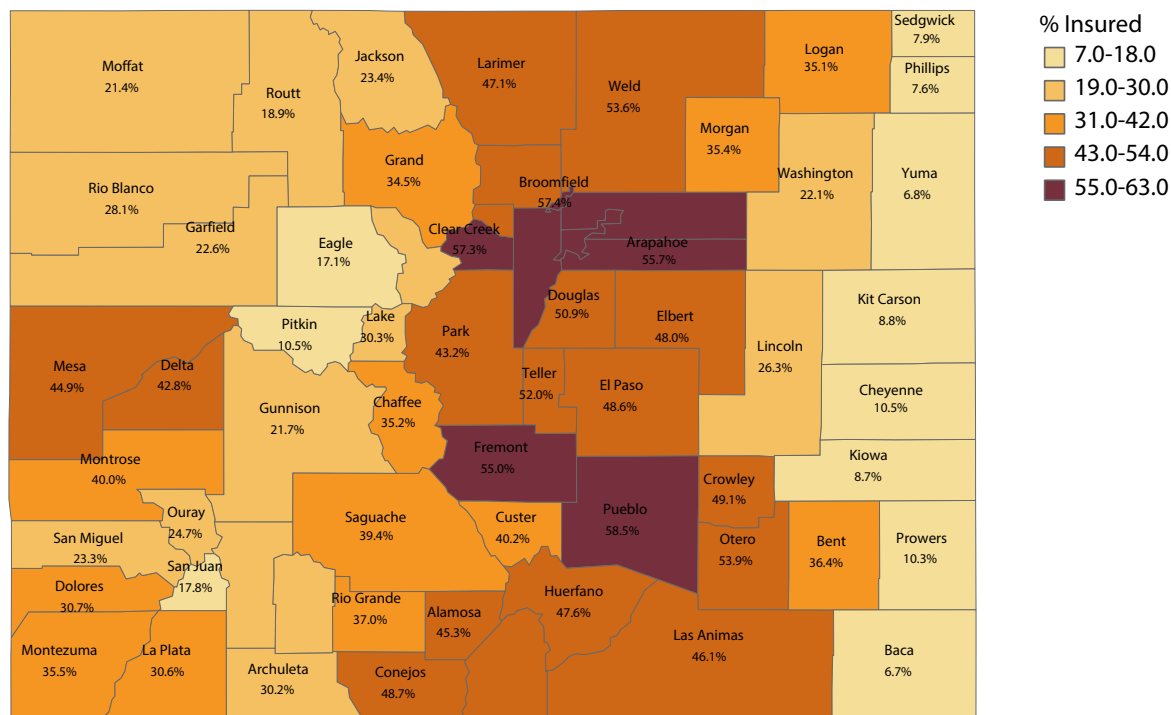 Sedgwick
7.9%
% Insured
7.0-18.0
19.0-30.0
31.0-42.0
43.0-54.0
55.0-63.0
Moffat
21.4%
Routt
18.9%
Jackson
23.4%
Larimer
47.1%
Weld
53.6%
Logan
35.1%
Phillips
7.6%
Morgan
35.4%
Grand
34.5%
Rio Blanco
28.1%
Broomfield
57.4%
Washington
22.1%
Yuma
6.8%
Garfield
22.6%
Eagle
17.1%
Clear Creek
57.3%
Arapahoe
55.7%
Kit Carson
8.8%
Pitkin
10.5%
Lake
30.3%
Park
43.2%
Douglas
50.9%
Elbert
48.0%
Lincoln
26.3%
Mesa
44.9%
Delta
42.8%
Gunnison
21.7%
Chaffee
35.2%
Teller
52.0%
El Paso
48.6%
Cheyenne
10.5%
Montrose
40.0%
Fremont
55.0%
Kiowa
8.7%
Ouray
24.7%
Saguache
39.4%
Custer
40.2%
Pueblo
58.5%
Crowley
49.1%
San Miguel
23.3%
San Juan
17.8%
Otero
53.9%
Bent
36.4%
Prowers
10.3%
Dolores
30.7%
Rio Grande
37.0%
Alamosa
45.3%
Huerfano
47.6%
Montezuma
35.5%
La Plata
30.6%
Archuleta
30.2%
Conejos
48.7%
Las Animas
46.1%
Baca
6.7%